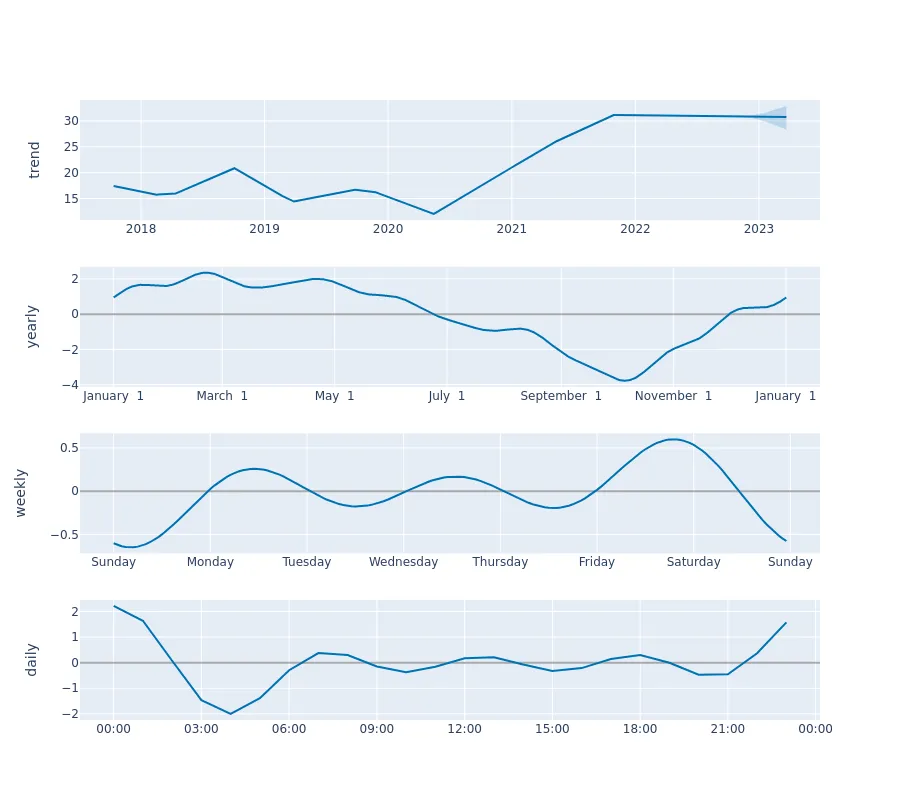 trend
30
25
20
15
2018 2019 2020 2021 2022 2023
yearly
2
0
−2
−4
January 1 March 1 May 1 July 1 September 1 November 1 January 1
weekly
0.5
0
−0.5
Sunday Monday Tuesday Wednesday Thursday Friday Saturday Sunday
daily
2
1
0
−1
−2
00:00 03:00 06:00 09:00 12:00 15:00 18:00 21:00 00:00